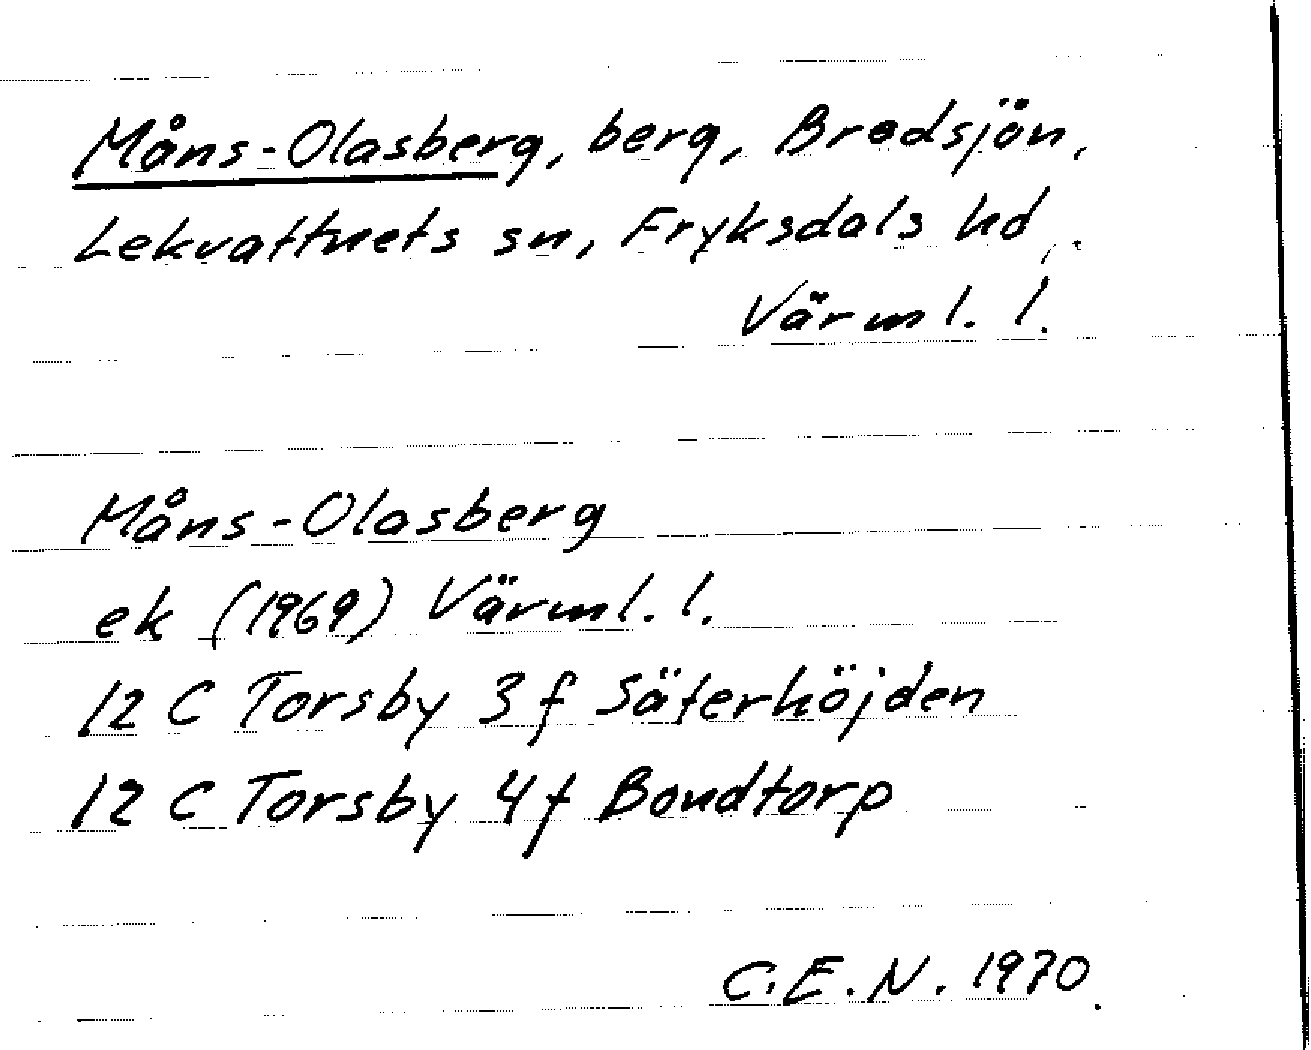 Måns-Olasberg, berg, Bredsjön,
Lekvattnets sn, Fryksdals hd,
Värml. l.
Måns-Olasberg
ek (1969) Värml. l.
12 C Torsby 3 f Säterhöjden
12 C Torsby 4 f Bondtorp
C.E.N. 1970.